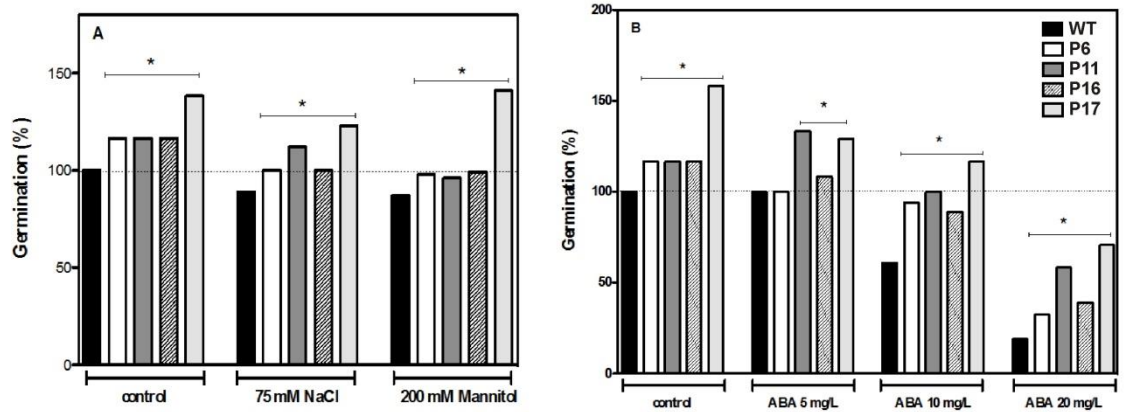 A
Germination (%)
150
100
50
0
*
*
*
control
75 mM NaCl
200 mM Mannitol
B
Germination (%)
200
150
100
50
0
WT
P6
P11
P16
P17
*
*
*
*
control
ABA 5 mg/L
ABA 10 mg/L
ABA 20 mg/L